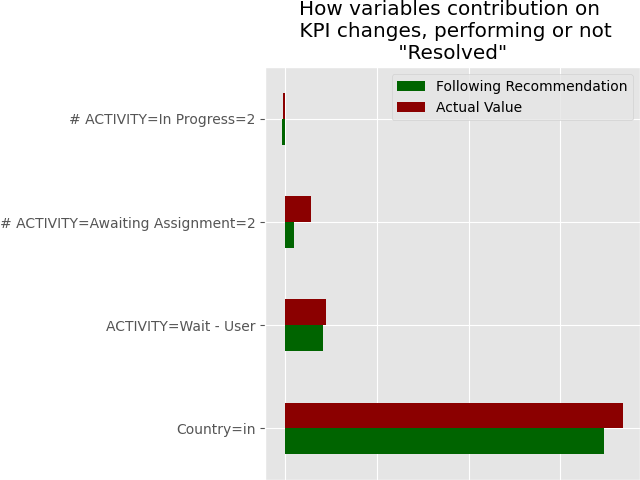 How variables contribution on
KPI changes, performing or not
"Resolved"
Following Recommendation
Actual Value
# ACTIVITY=In Progress=2
# ACTIVITY=Awaiting Assignment=2
ACTIVITY=Wait - User
Country=in